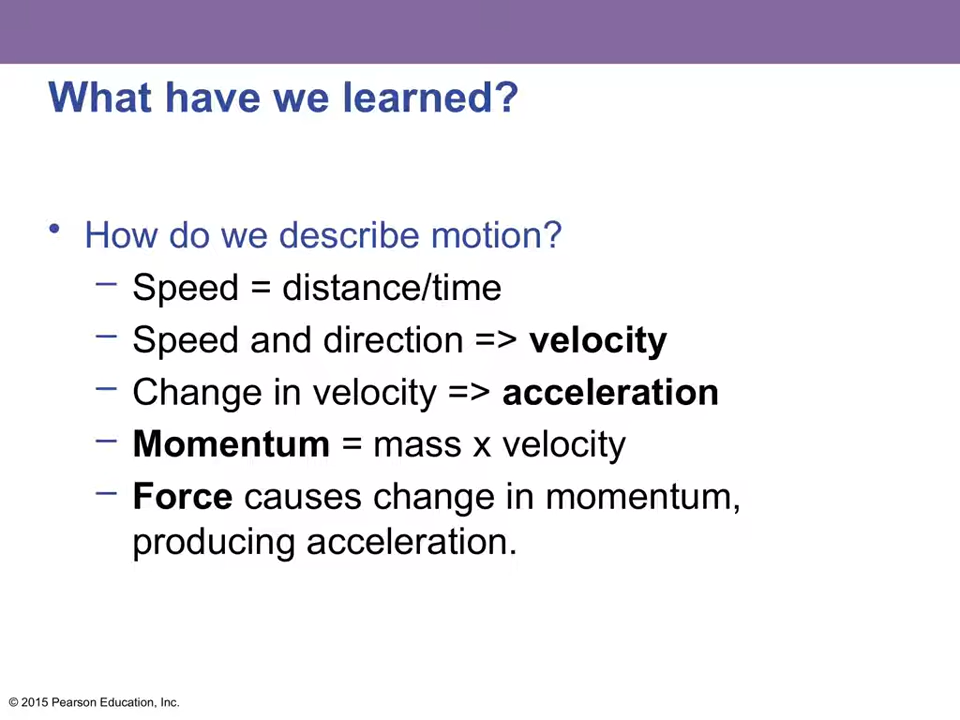 What have we learned?
• How do we describe motion?
– Speed = distance/time
– Speed and direction => velocity
– Change in velocity => acceleration
– Momentum = mass x velocity
– Force causes change in momentum,
producing acceleration.
© 2015 Pearson Education, Inc.